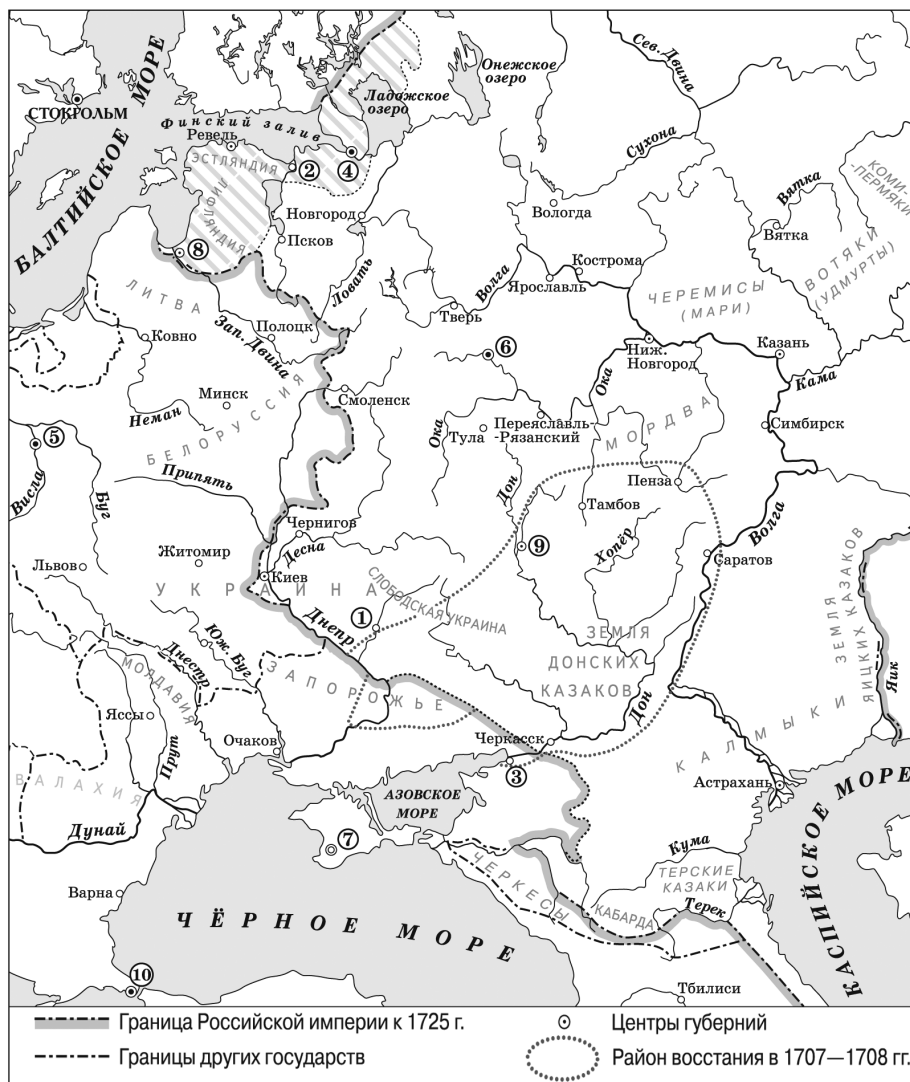 Сев. Двина
Онежское
озеро
Ладожское
озеро
СТОКГОЛЬМ
БАЛТИЙСКОЕ МОРЕ
Финский залив
Ревель
ЭСТЛЯНДИЯ
②
④
Сухона
КОМИ-
-ПЕРМЯКИ
ЛИФЛЯНДИЯ
Новгород
Вологда
Вятка
Вятка
Псков
⑧
Кострома
ВОТЯКИ
(УДМУРТЫ)
Ловать
Волга
Ярославль
ЧЕРЕМИСЫ
(МАРИ)
ЛИТВА
Тверь
Ковно
Зап. Двина
Полоцк
⑥
Ниж.
Новгород
Казань
Ока
Кама
Минск
Неман
Смоленск
БЕЛОРУССИЯ
Ока
Тула
Переяславль-
-Рязанский
МОРДВА
Симбирск
⑤
Висла
Буг
Припять
Дон
Пенза
Тамбов
Волга
Чернигов
Десна
⑨
Хопёр
Житомир
Львов
Киев
Саратов
УКРАИНА
СЛОБОДСКАЯ УКРАИНА
①
Днепр
ЗЕМЛЯ
ДОНСКИХ
КАЗАКОВ
ЗЕМЛЯ
ЯИЦКИХ КАЗАКОВ
Яик
Юж. Буг
Днестр
МОЛДАВИЯ
ЗАПОРОЖЬЕ
Дон
КАЛМЫКИ
Яссы
Прут
Очаков
Черкасск
③
Астрахань
ВАЛАХИЯ
АЗОВСКОЕ
МОРЕ
Дунай
⑦
Кума
ТЕРСКИЕ
КАЗАКИ
ЧЕРКЕСЫ
КАБАРДА
Терек
КАСПИЙСКОЕ МОРЕ
Варна
ЧЁРНОЕ МОРЕ
⑩
Тбилиси
Граница Российской империи к 1725 г.
Центры губерний
Границы других государств
Район восстания в 1707—1708 гг.